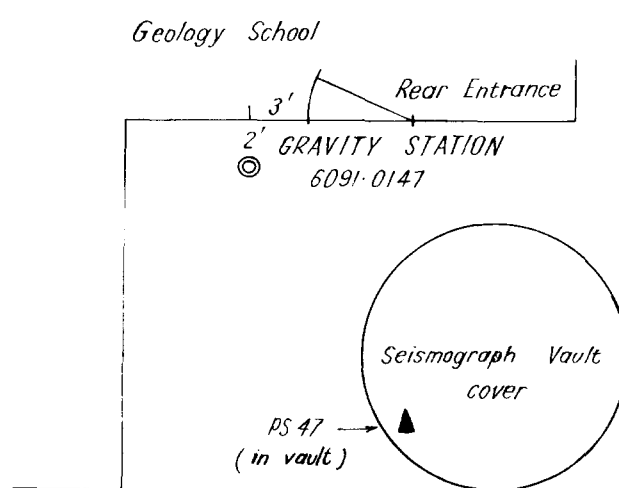 Geology School
3' Rear Entrance
2' GRAVITY STATION
6091·0147
Seismograph Vault
cover
PS 47
(in vault)